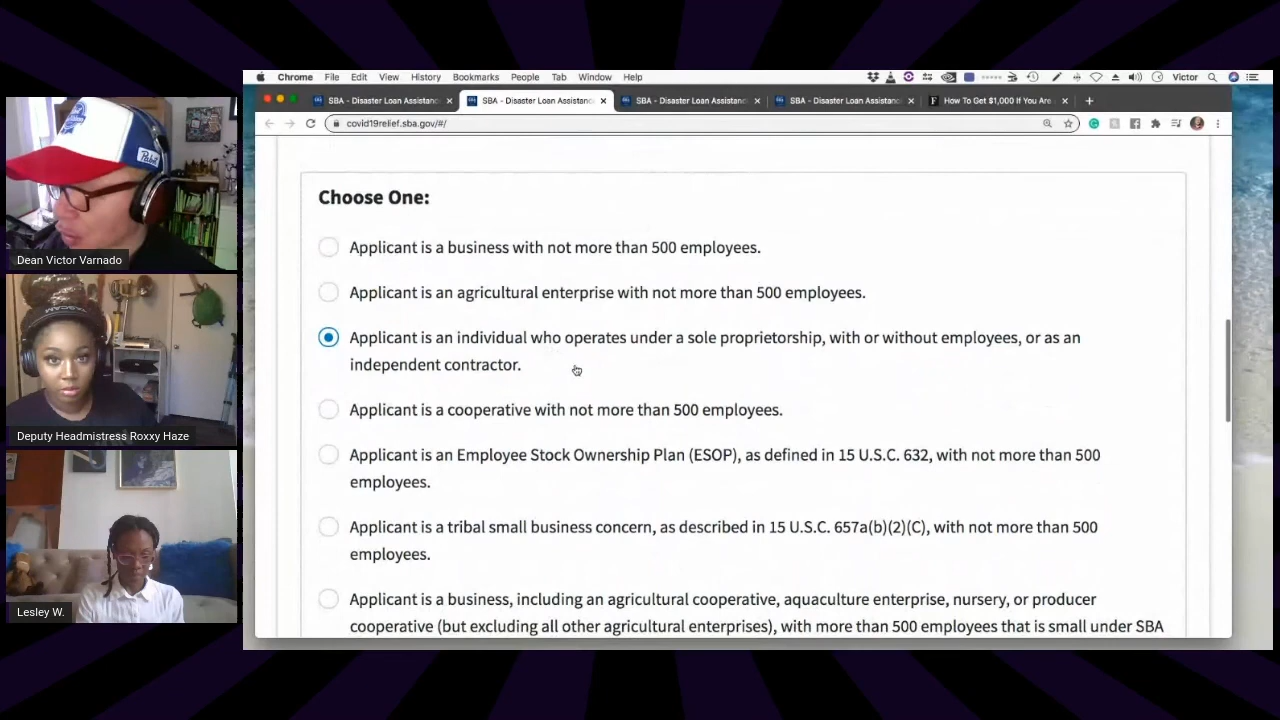 Chrome File Edit View History Bookmarks People Tab Window Help Victor
SBA - Disaster Loan Assistanc
SBA - Disaster Loan Assistanc
SBA - Disaster Loan Assistanc
SBA - Disaster Loan Assistanc
How To Get $1,000 If You Are
covid19relief.sba.gov/#/
Choose One:
Applicant is a business with not more than 500 employees.
Applicant is an agricultural enterprise with not more than 500 employees.
Applicant is an individual who operates under a sole proprietorship, with or without employees, or as an
independent contractor.
Applicant is a cooperative with not more than 500 employees.
Applicant is an Employee Stock Ownership Plan (ESOP), as defined in 15 U.S.C. 632, with not more than 500
employees.
Applicant is a tribal small business concern, as described in 15 U.S.C. 657a(b)(2)(C), with not more than 500
employees.
Applicant is a business, including an agricultural cooperative, aquaculture enterprise, nursery, or producer
cooperative (but excluding all other agricultural enterprises), with more than 500 employees that is small under SBA
Pabst
Dean Victor Varnado
Deputy Headmistress Roxxy Haze
Lesley W.